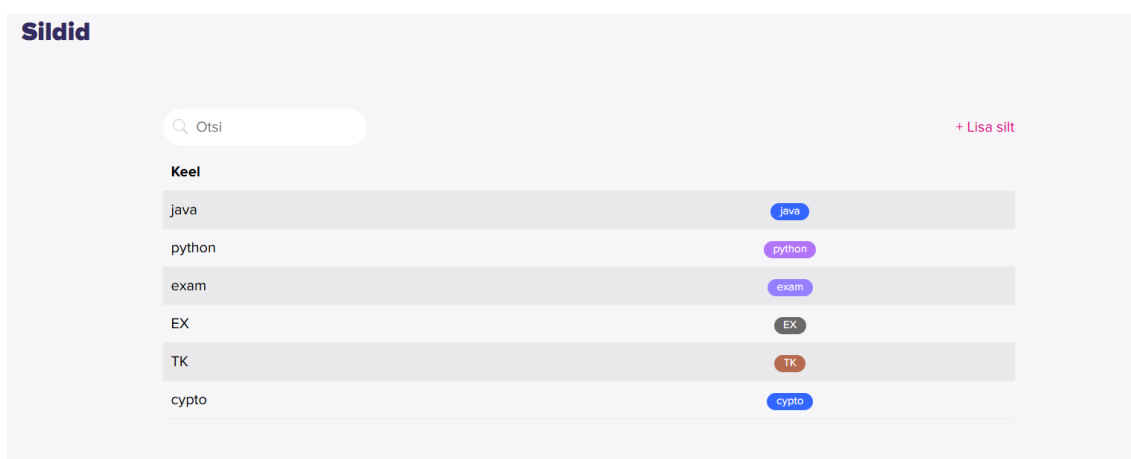 Sildid
Otsi
+ Lisa silt
Keel
java java
python python
exam exam
EX EX
TK TK
cypto cypto